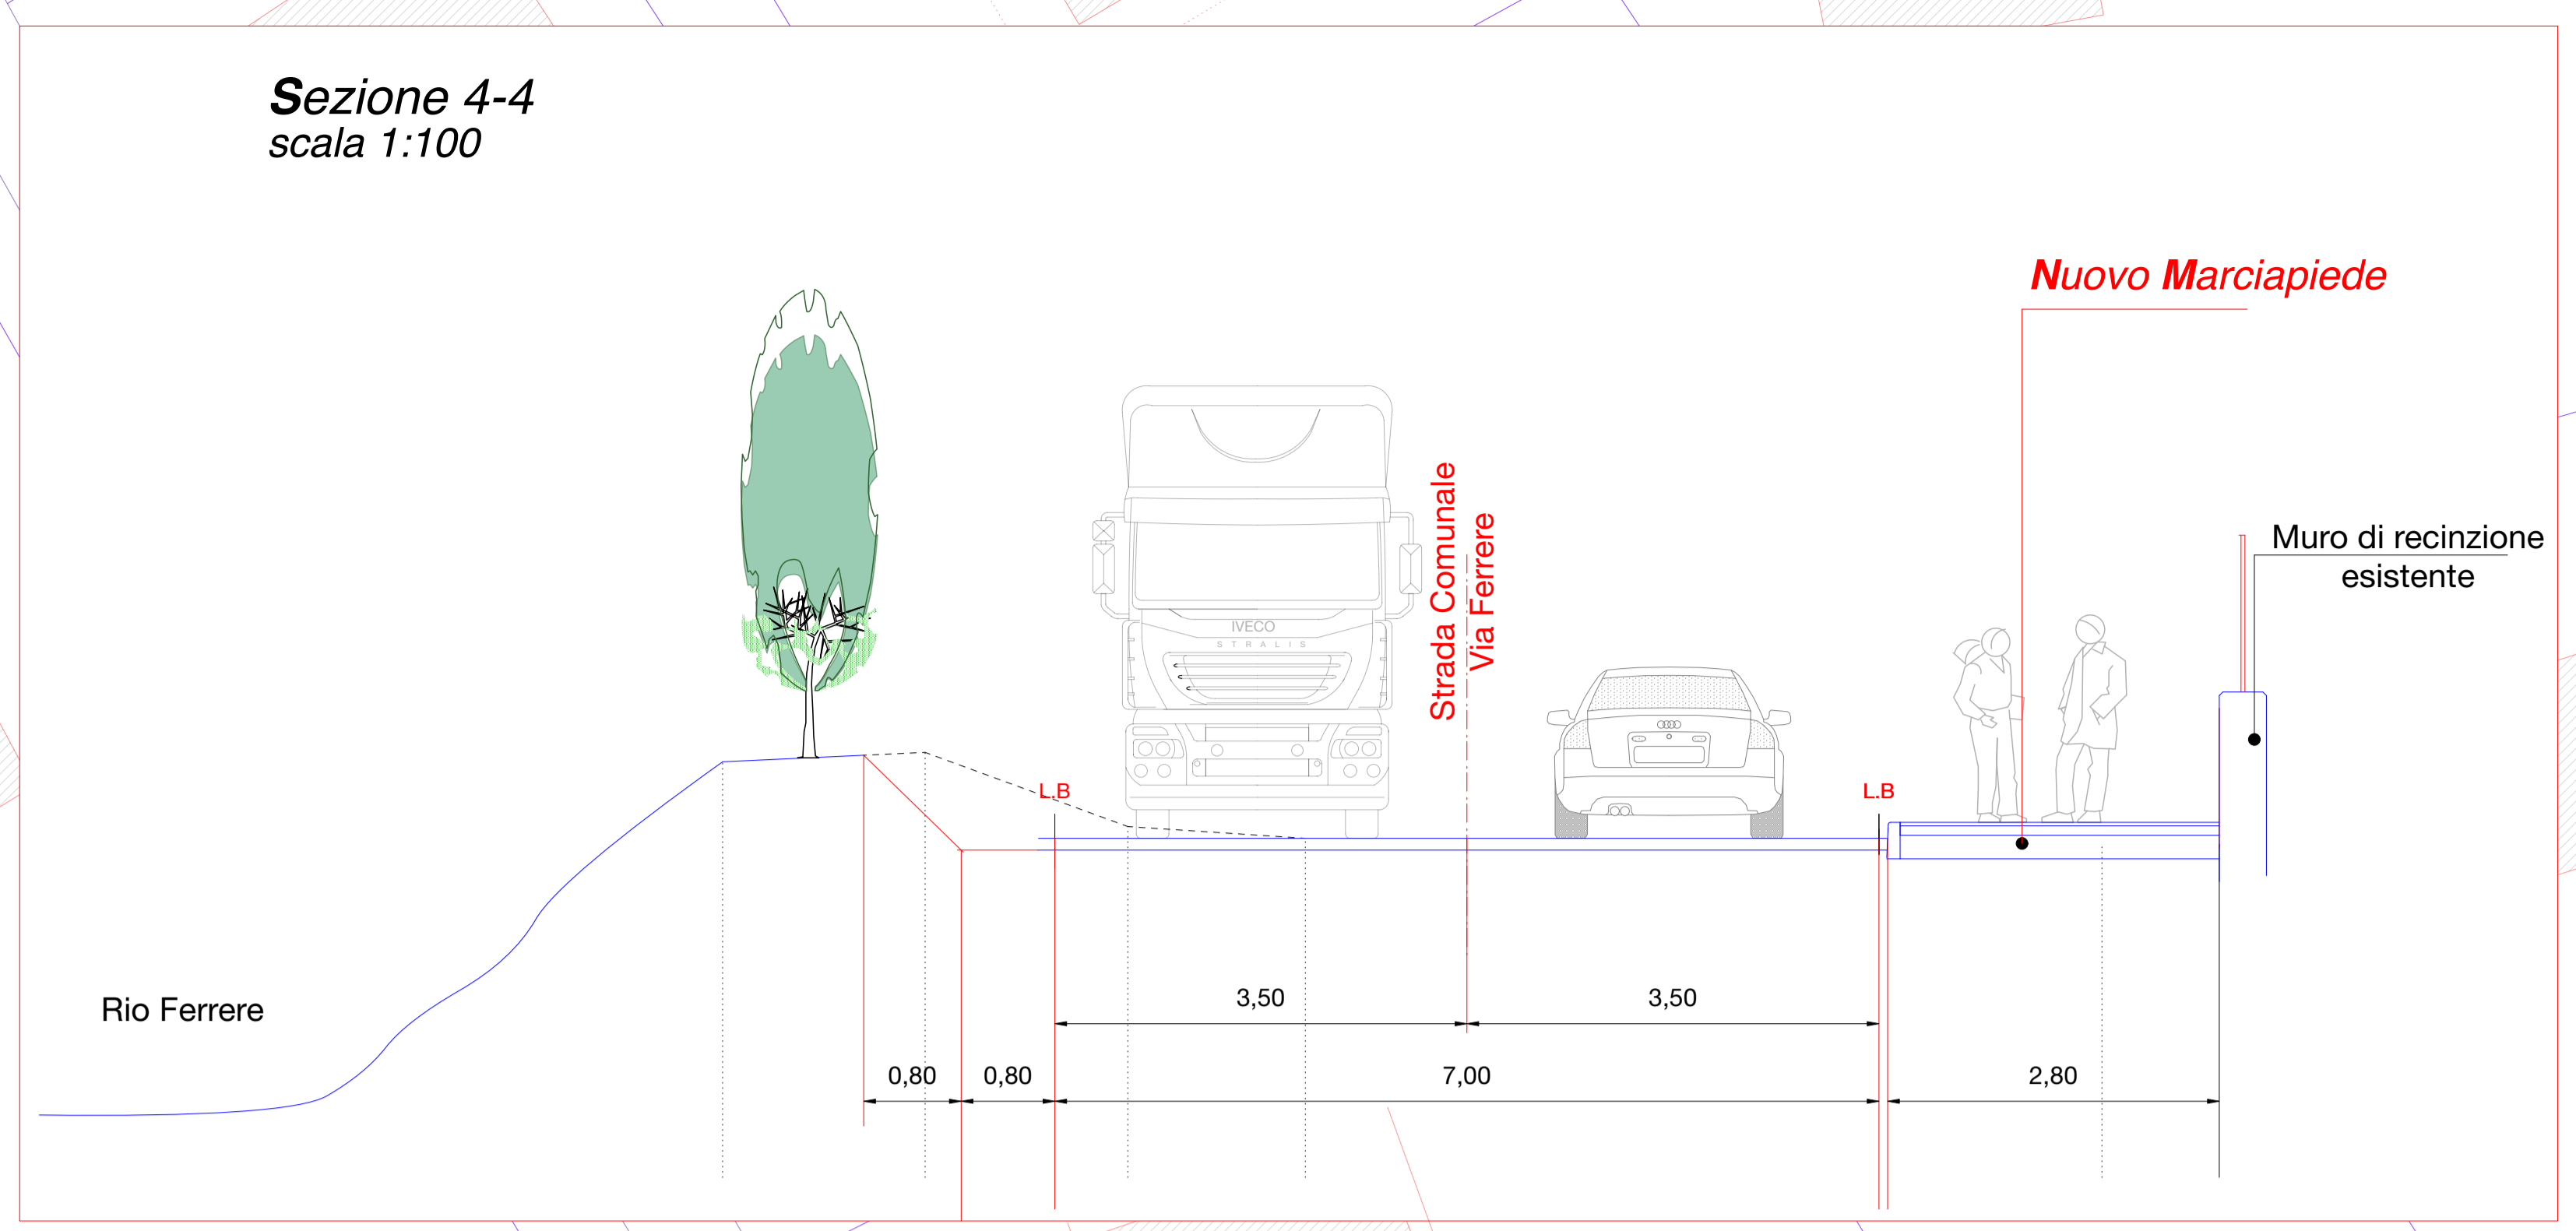 Sezione 4-4
scala 1:100
Nuovo Marciapiede
Muro di recinzione
esistente
Strada Comunale
Via Ferrere
IVECO
STRALIS
L.B
L.B
Rio Ferrere
3,50
3,50
0,80
0,80
7,00
2,80